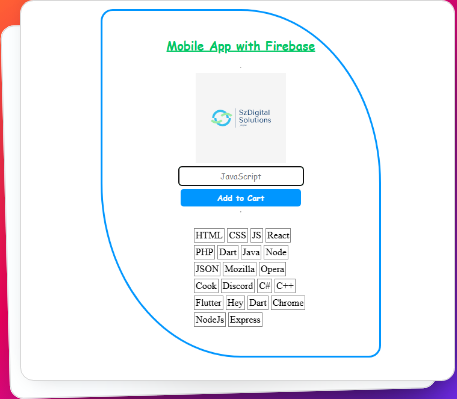 Mobile App with Firebase
SzDigital
Solutions
JavaScript
Add to Cart
HTML CSS JS React
PHP Dart Java Node
JSON Mozilla Opera
Cook Discord C# C++
Flutter Hey Dart Chrome
NodeJs Express